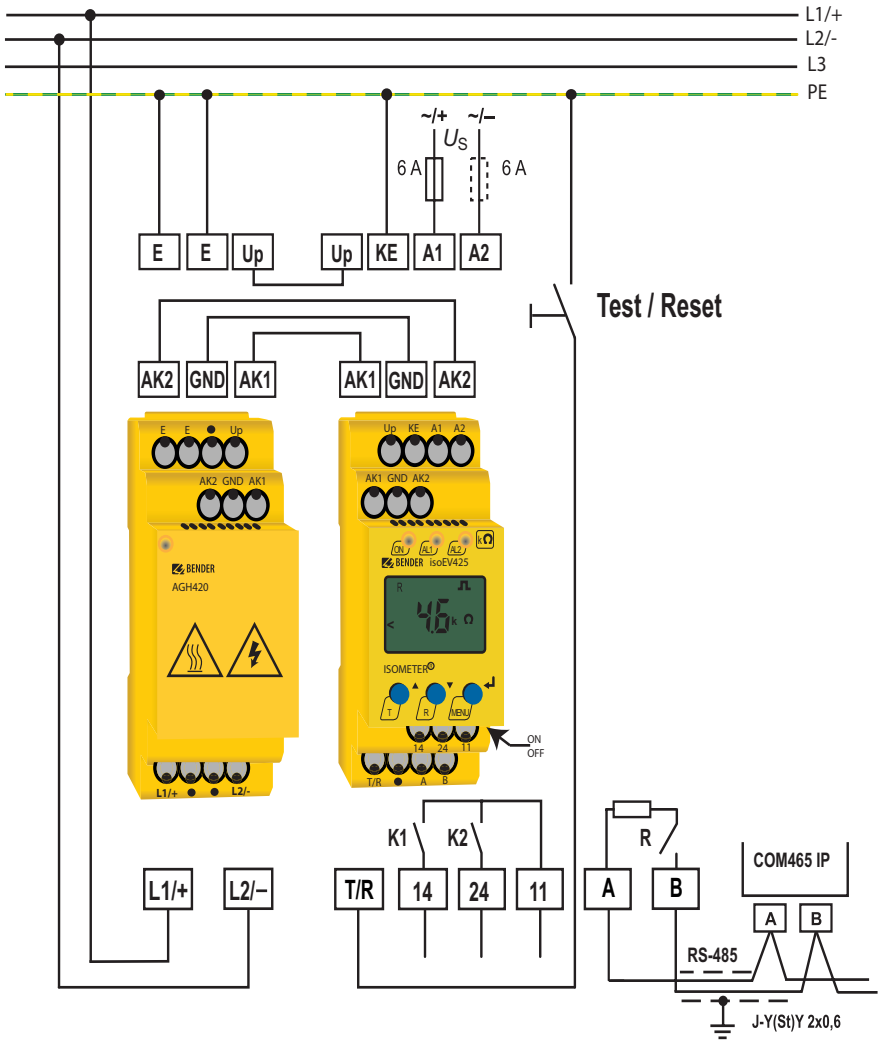 L1/+
L2/-
L3
PE
~/+ ~/–
US
6 A 6 A
E E Up Up KE A1 A2
Test / Reset
AK2 GND AK1 AK1 GND AK2
E E Up
AK2 GND AK1
BENDER
AGH420
L1/+ L2/-
Up KE A1 A2
AK1 GND AK2
ON AL1 AL2 kΩ
BENDER isoEV425
R
< 4.6 k Ω
ISOMETER®
T R MENU
ON
OFF
14 24 11
T/R A B
K1 K2
R
COM465 IP
L1/+ L2/– T/R 14 24 11 A B
A B
RS-485
J-Y(St)Y 2x0,6